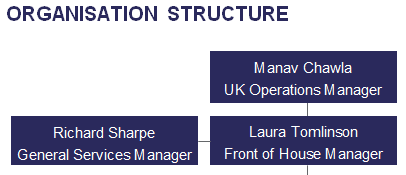 ORGANISATION STRUCTURE
Manav Chawla
UK Operations Manager
Richard Sharpe
General Services Manager
Laura Tomlinson
Front of House Manager